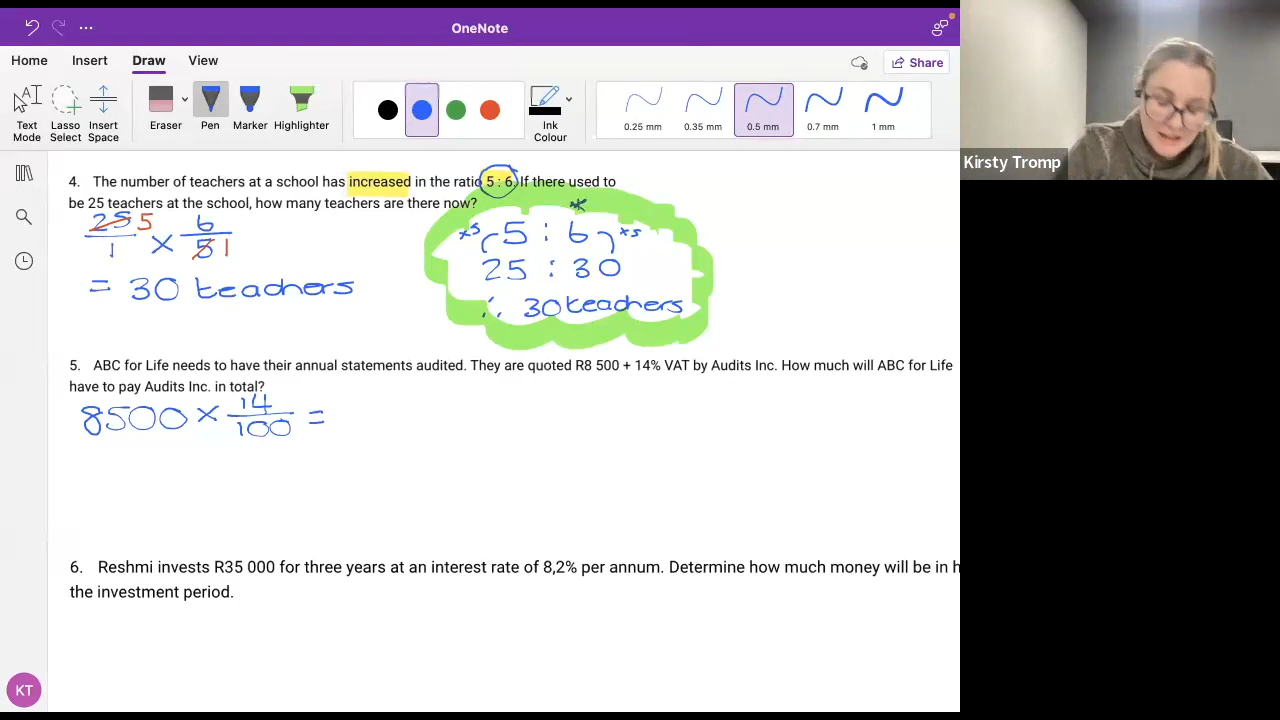 OneNote
Home Insert Draw View Share
Text Mode Lasso Select Insert Space Eraser Pen Marker Highlighter Ink Colour 0.25 mm 0.35 mm 0.5 mm 0.7 mm 1 mm
Kirsty Tromp
4. The number of teachers at a school has increased in the ratio 5 : 6. If there used to
be 25 teachers at the school, how many teachers are there now?
25 5 / 1 × 6 / 5 1
= 30 teachers
*
×5 5 : 6 ×5
25 : 30
∴ 30 teachers
5. ABC for Life needs to have their annual statements audited. They are quoted R8 500 + 14% VAT by Audits Inc. How much will ABC for Life
have to pay Audits Inc. in total?
8500 × 14 / 100 =
6. Reshmi invests R35 000 for three years at an interest rate of 8,2% per annum. Determine how much money will be in h
the investment period.
KT